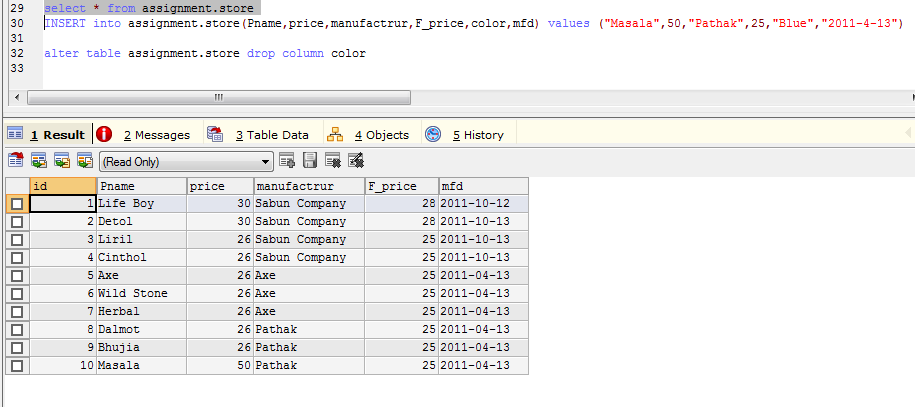 29 select * from assignment.store
30 INSERT into assignment.store(Pname,price,manufactrur,F_price,color,mfd) values ("Masala",50,"Pathak",25,"Blue","2011-4-13")
31
32 alter table assignment.store drop column color
33
1 Result 2 Messages 3 Table Data 4 Objects 5 History
(Read Only)
id Pname price manufactrur F_price mfd
1 Life Boy 30 Sabun Company 28 2011-10-12
2 Detol 30 Sabun Company 28 2011-10-13
3 Liril 26 Sabun Company 25 2011-10-13
4 Cinthol 26 Sabun Company 25 2011-10-13
5 Axe 26 Axe 25 2011-04-13
6 Wild Stone 26 Axe 25 2011-04-13
7 Herbal 26 Axe 25 2011-04-13
8 Dalmot 26 Pathak 25 2011-04-13
9 Bhujia 26 Pathak 25 2011-04-13
10 Masala 50 Pathak 25 2011-04-13